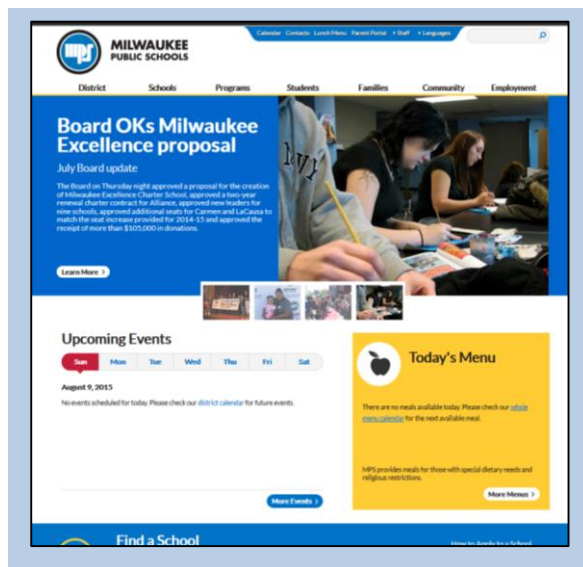 Calendar Contacts Lunch Menu Parent Portal Staff Languages
mps
MILWAUKEE
PUBLIC SCHOOLS
District Schools Programs Students Families Community Employment
Board OKs Milwaukee
Excellence proposal
July Board update
The Board on Thursday night approved a proposal for the creation
of Milwaukee Excellence Charter School, approved a two-year
renewal charter contract for Alliance, approved new leaders for
nine schools, approved additional seats for Carmen and LaCausa to
match the seat increase provided for 2014-15 and approved the
receipt of more than $105,000 in donations.
NAVY
Learn More >
Upcoming Events
Sun Mon Tue Wed Thu Fri Sat
August 9, 2015
No events scheduled for today. Please check our district calendar for future events.
More Events >
Today's Menu
There are no meals available today. Please check our whole
menu calendar for the next available meal.
MPS provides meals for those with special dietary needs and
religious restrictions.
More Menus >
Find a School
How to Apply to a School